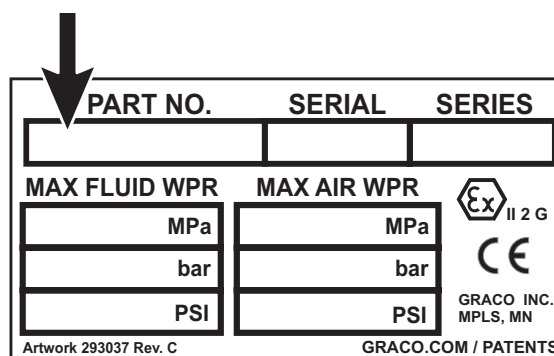 PART NO. SERIAL SERIES
MAX FLUID WPR MAX AIR WPR
MPa MPa
bar bar
PSI PSI
Ex II 2 G
CE
GRACO INC.
MPLS, MN
Artwork 293037 Rev. C GRACO.COM / PATENTS